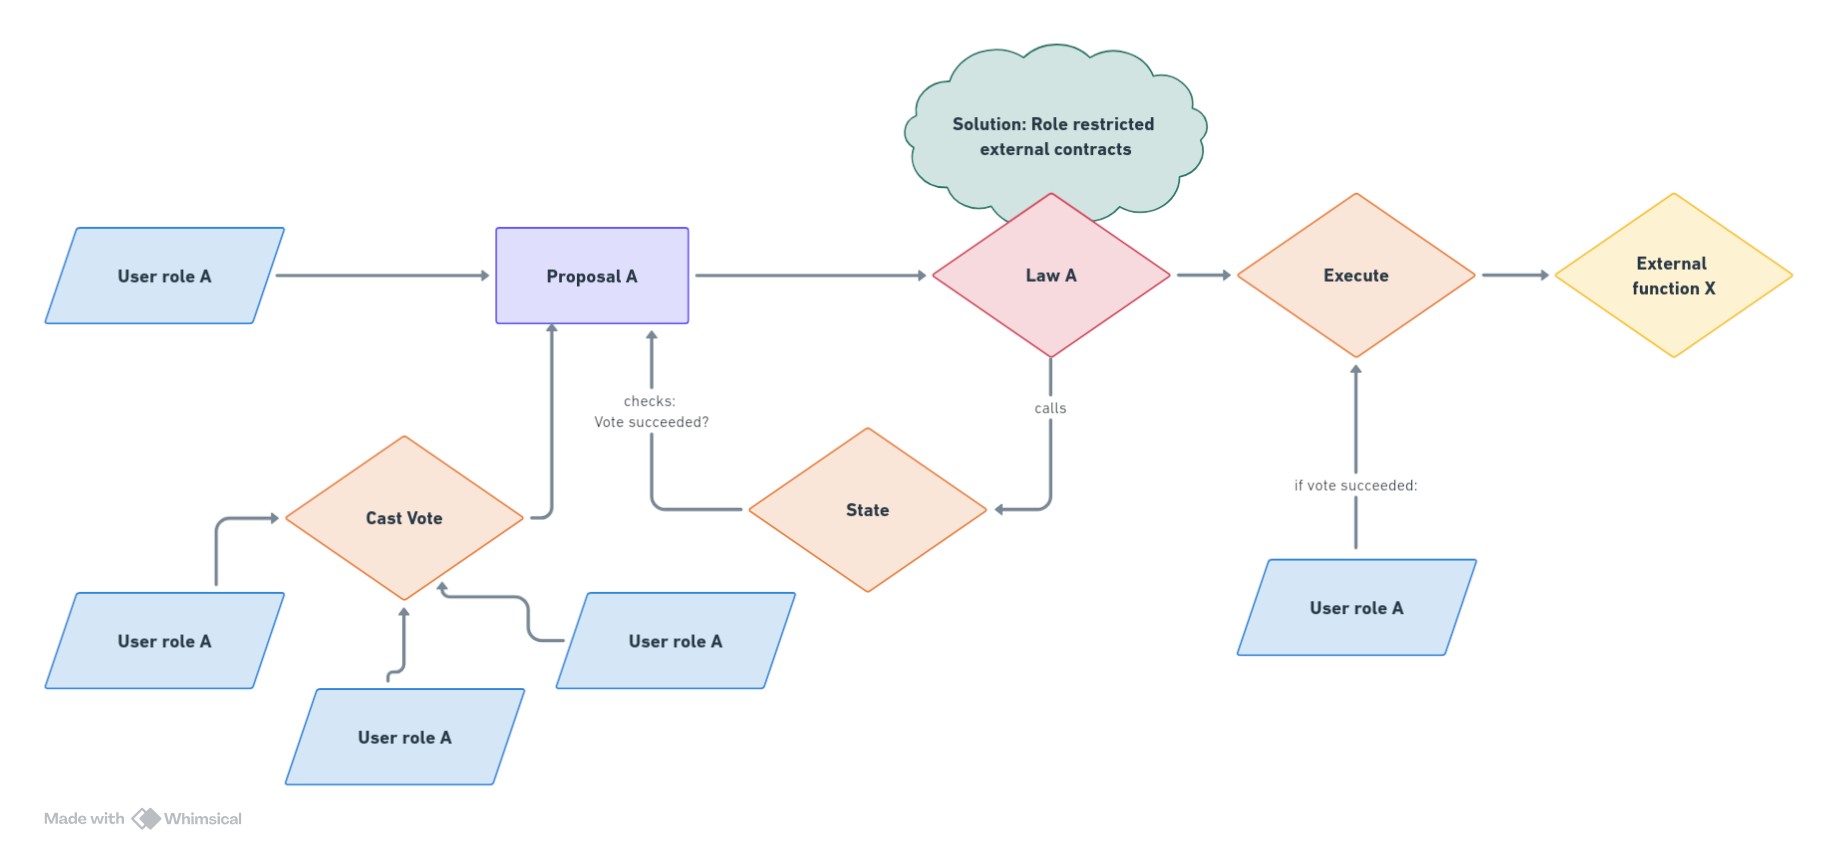 Solution: Role restricted
external contracts
User role A
Proposal A
Law A
Execute
External
function X
checks:
Vote succeeded?
calls
Cast Vote
State
if vote succeeded:
User role A
User role A
User role A
User role A
Made with Whimsical